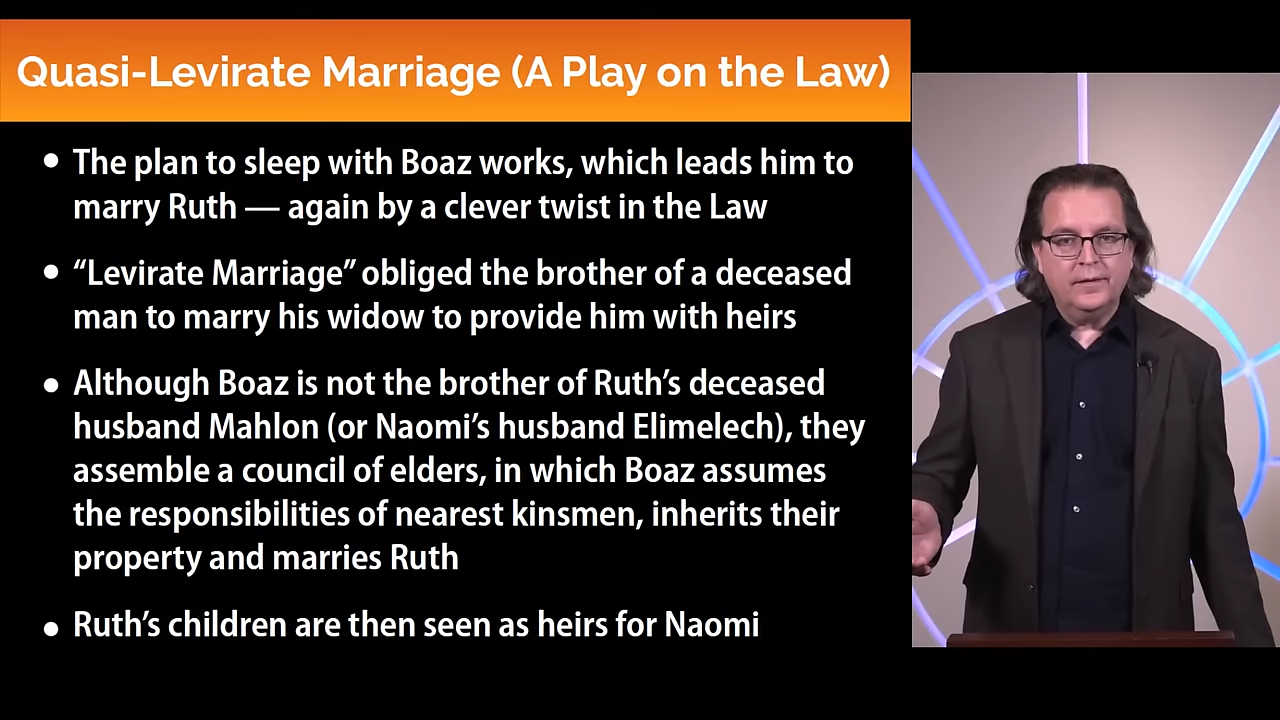 Quasi-Levirate Marriage (A Play on the Law)
• The plan to sleep with Boaz works, which leads him to
marry Ruth — again by a clever twist in the Law
• “Levirate Marriage” obliged the brother of a deceased
man to marry his widow to provide him with heirs
• Although Boaz is not the brother of Ruth’s deceased
husband Mahlon (or Naomi’s husband Elimelech), they
assemble a council of elders, in which Boaz assumes
the responsibilities of nearest kinsmen, inherits their
property and marries Ruth
• Ruth’s children are then seen as heirs for Naomi